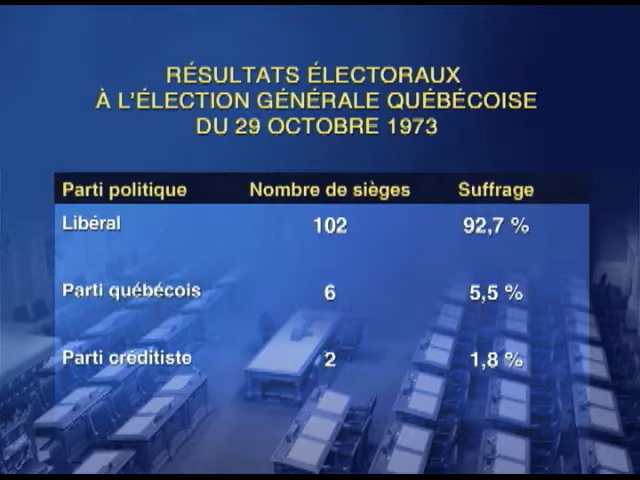 RÉSULTATS ÉLECTORAUX
À L'ÉLECTION GÉNÉRALE QUÉBÉCOISE
DU 29 OCTOBRE 1973
Parti politique Nombre de sièges Suffrage
Libéral 102 92,7 %
Parti québécois 6 5,5 %
Parti créditiste 2 1,8 %